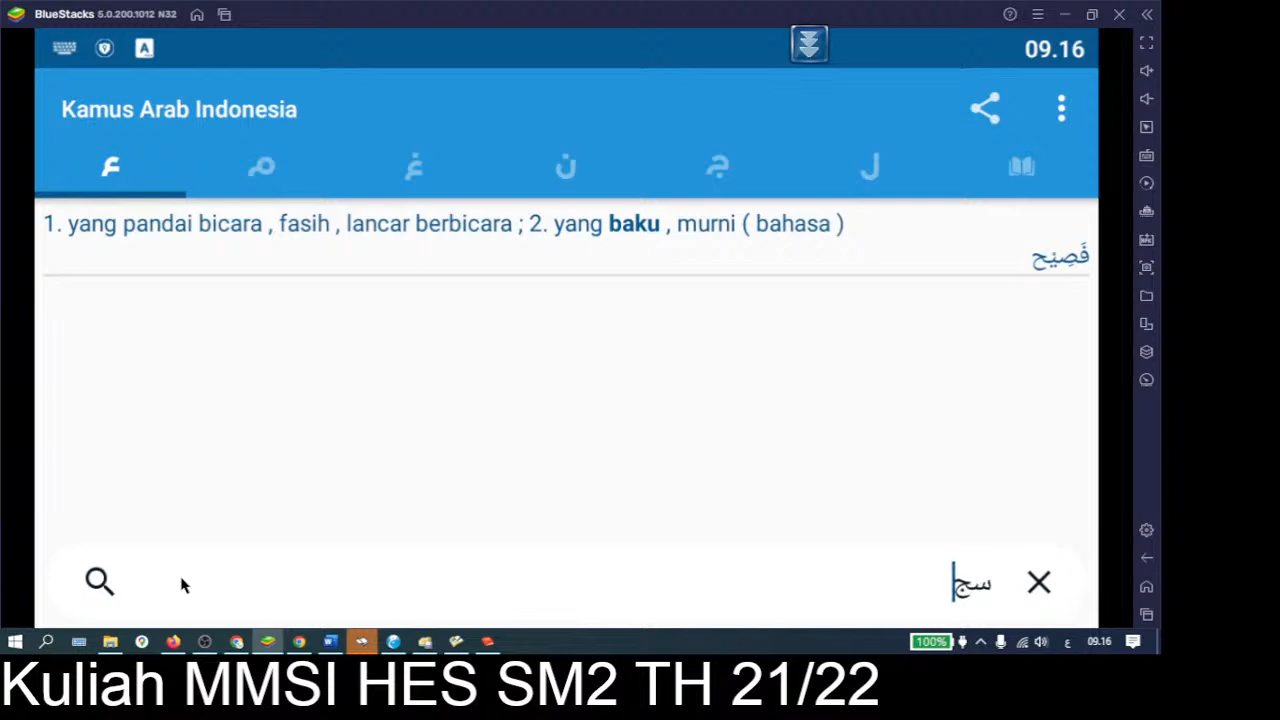 BlueStacks 5.0.200.1012 N32
A
09.16
Kamus Arab Indonesia
ع م غ ن ج ل
1. yang pandai bicara , fasih , lancar berbicara ; 2. yang baku , murni ( bahasa )
فَصِيْح
سج
100% ع 09.16
Kuliah MMSI HES SM2 TH 21/22